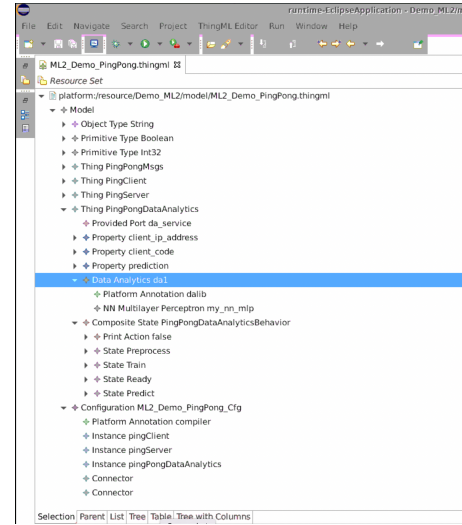 runtime-EclipseApplication - Demo_ML2/m
File Edit Navigate Search Project ThingML Editor Run Window Help
ML2_Demo_PingPong.thingml
Resource Set
platform:/resource/Demo_ML2/model/ML2_Demo_PingPong.thingml
Model
Object Type String
Primitive Type Boolean
Primitive Type Int32
Thing PingPongMsgs
Thing PingClient
Thing PingServer
Thing PingPongDataAnalytics
Provided Port da_service
Property client_ip_address
Property client_code
Property prediction
Data Analytics da1
Platform Annotation dalib
NN Multilayer Perceptron my_nn_mlp
Composite State PingPongDataAnalyticsBehavior
Print Action false
State Preprocess
State Train
State Ready
State Predict
Configuration ML2_Demo_PingPong_Cfg
Platform Annotation compiler
Instance pingClient
Instance pingServer
Instance pingPongDataAnalytics
Connector
Connector
Selection Parent List Tree Table Tree with Columns